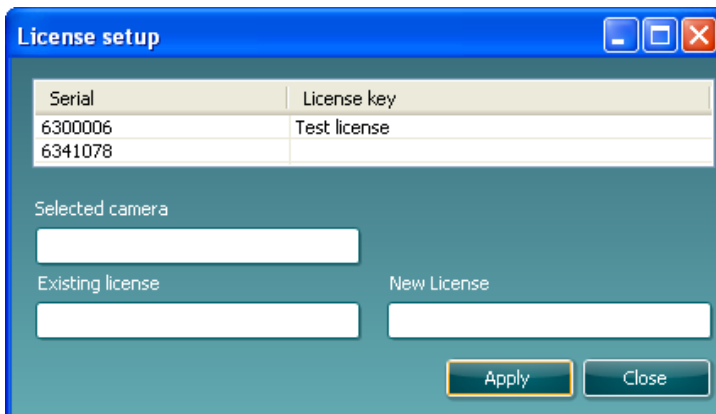 License setup
Serial License key
6300006 Test license
6341078
Selected camera
Existing license New License
Apply Close